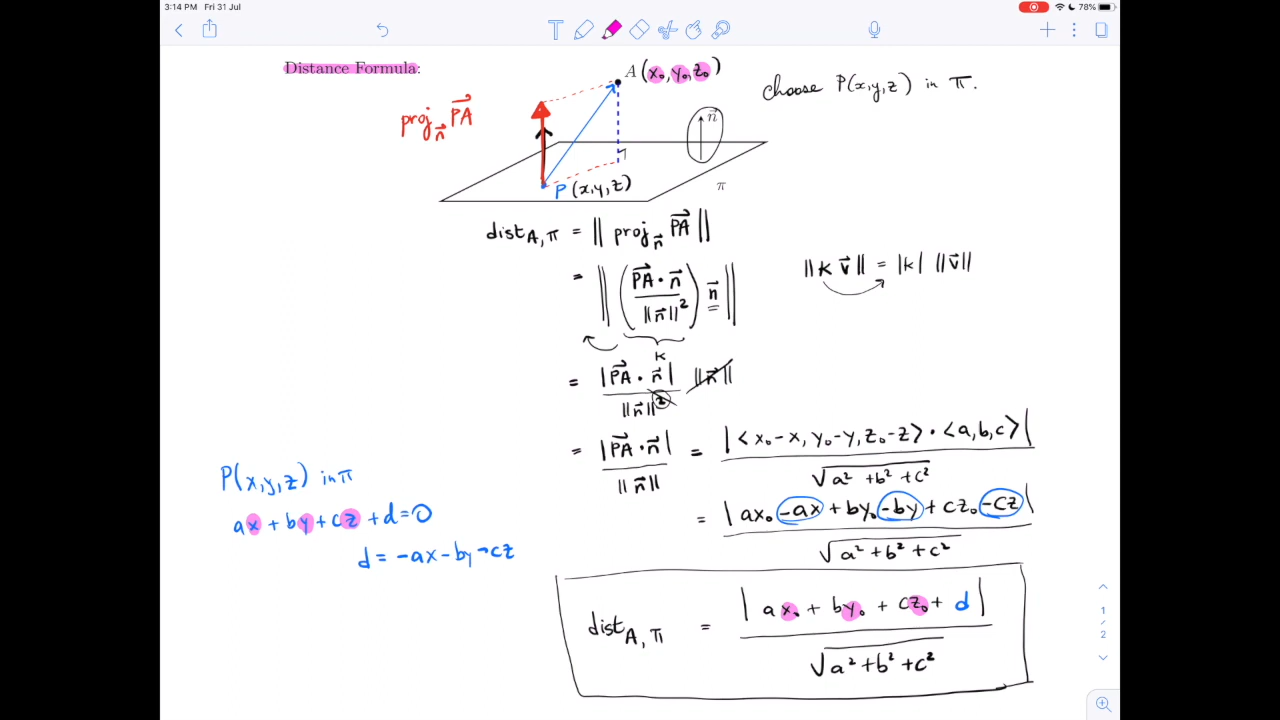 3:14 PM Fri 31 Jul 78%
Distance Formula:
A (x₀, y₀, z₀)
choose P(x,y,z) in π.
proj_n⃗ PA⃗
n⃗
P (x,y,z)
π
dist_A,π = || proj_n⃗ PA⃗ ||
= || ( PA⃗ · n⃗ / ||n⃗||² ) n⃗ ||
||k v⃗|| = |k| ||v⃗||
k
= |PA⃗ · n⃗| / ||n⃗||² ||n⃗||
= |PA⃗ · n⃗| / ||n⃗|| = |<x₀-x, y₀-y, z₀-z> · <a,b,c>| / √a² + b² + c²
P(x,y,z) in π
= |ax₀ -ax + by₀ -by + cz₀ -cz| / √a² + b² + c²
ax + by + cz + d = 0
d = -ax - by - cz
dist_A,π = |ax₀ + by₀ + cz₀ + d| / √a² + b² + c²
1
/
2